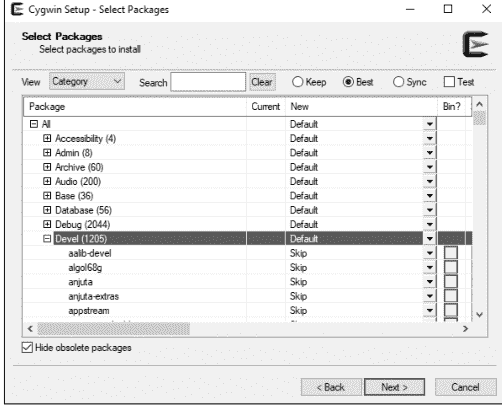 Cygwin Setup - Select Packages
Select Packages
Select packages to install
View Category Search Clear Keep Best Sync Test
Package Current New Bin?
All Default
Accessibility (4) Default
Admin (8) Default
Archive (60) Default
Audio (200) Default
Base (36) Default
Database (56) Default
Debug (2044) Default
Devel (1205) Default
aalib-devel Skip
algol68g Skip
anjuta Skip
anjuta-extras Skip
appstream Skip
Hide obsolete packages
< Back Next > Cancel